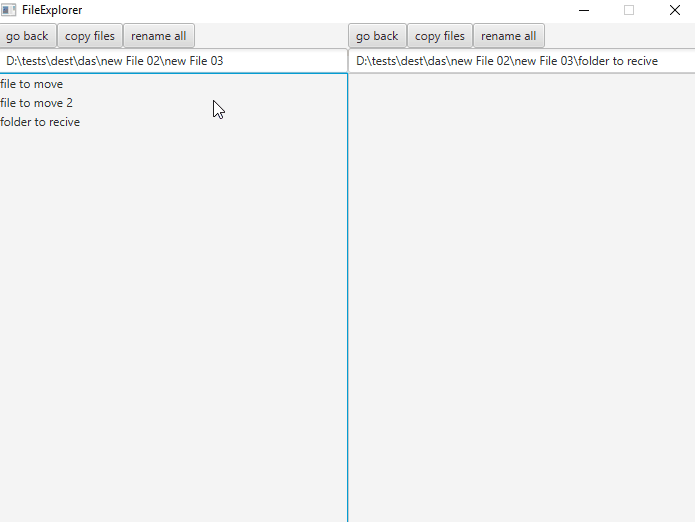 FileExplorer
go back copy files rename all go back copy files rename all
D:\tests\dest\das\new File 02\new File 03 D:\tests\dest\das\new File 02\new File 03\folder to recive
file to move
file to move 2
folder to recive